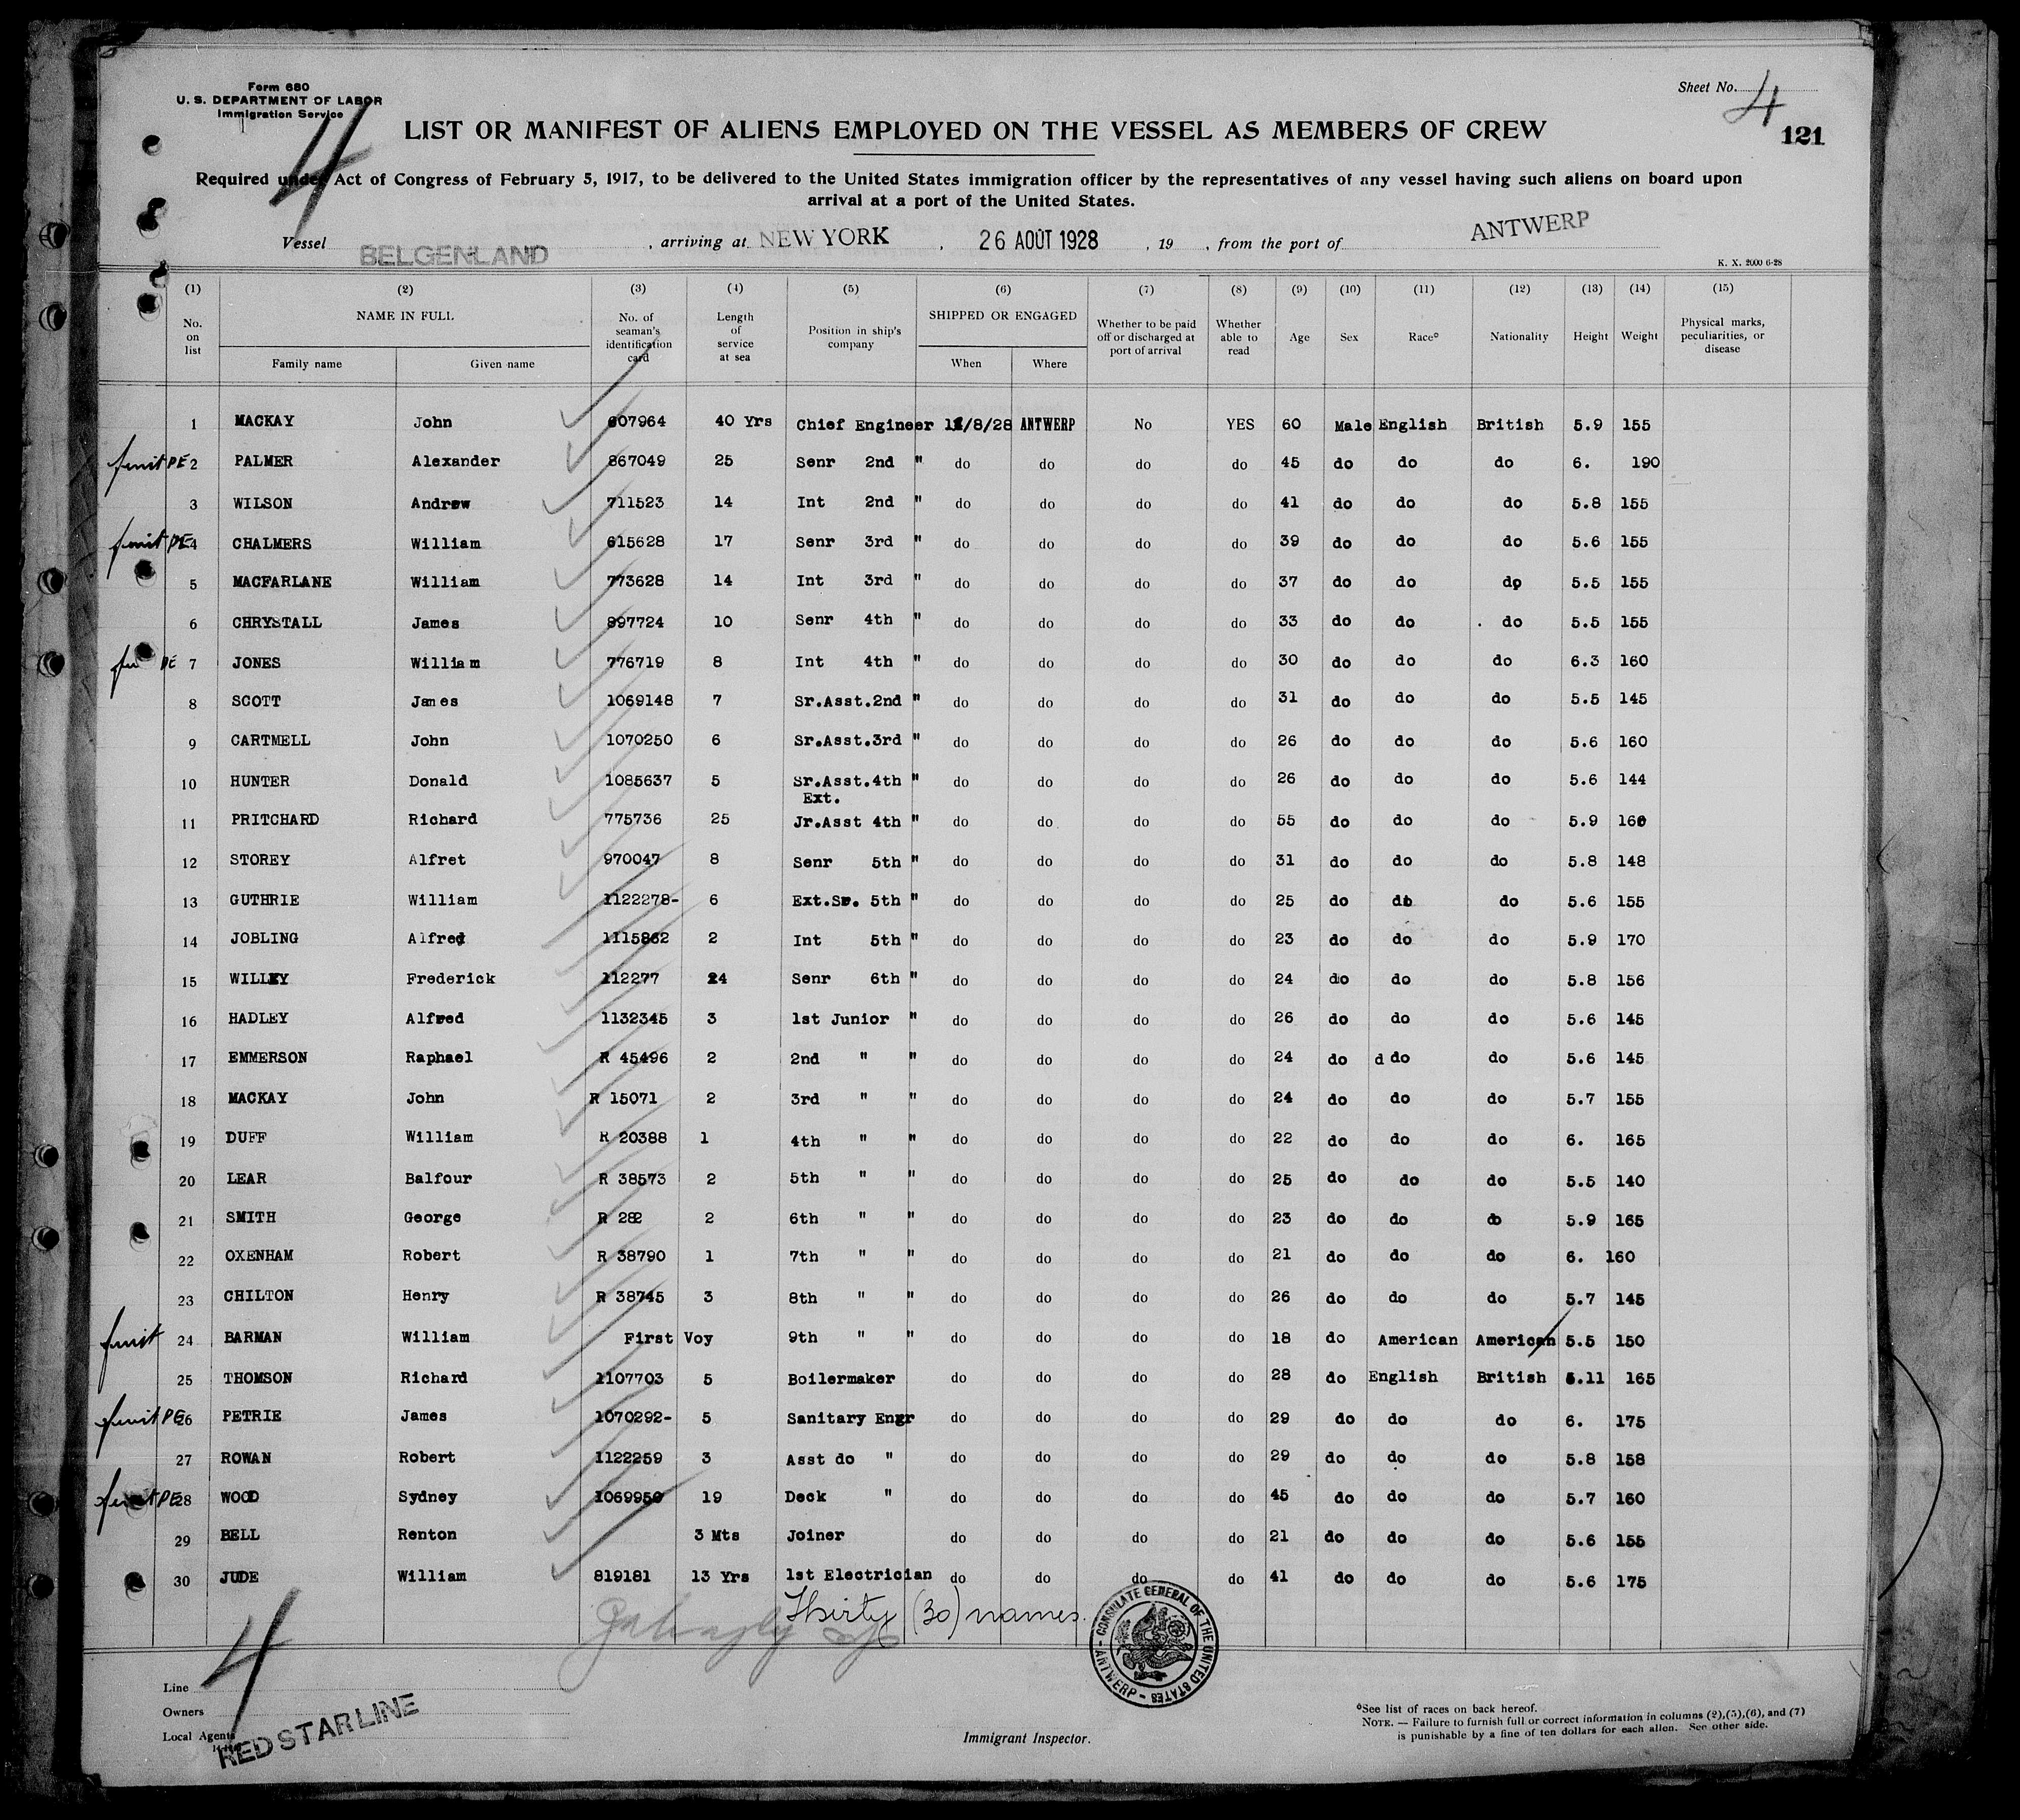 Form 680
U. S. DEPARTMENT OF LABOR
Immigration Service
Sheet No. 4
4
121
LIST OR MANIFEST OF ALIENS EMPLOYED ON THE VESSEL AS MEMBERS OF CREW
Required under Act of Congress of February 5, 1917, to be delivered to the United States immigration officer by the representatives of any vessel having such aliens on board upon
arrival at a port of the United States.
Vessel BELGENLAND , arriving at NEW YORK , 26 AOÛT 1928 , 19 , from the port of ANTWERP
K. X. 2000 6-28
(1) (2) (3) (4) (5) (6) (7) (8) (9) (10) (11) (12) (13) (14) (15)
No. on list NAME IN FULL Family name Given name No. of seaman's identification card Length of service at sea Position in ship's company SHIPPED OR ENGAGED When Where Whether to be paid off or discharged at port of arrival Whether able to read Age Sex Race° Nationality Height Weight Physical marks, peculiarities, or disease
1 MACKAY John 607964 40 Yrs Chief Engineer /8/28 ANTWERP No YES 60 Male English British 5.9 155
PE 2 PALMER Alexander 867049 25 Senr 2nd " do do do do 45 do do do 6. 190
3 WILSON Andrew 711523 14 Int 2nd " do do do do 41 do do do 5.8 155
PE 4 CHALMERS William 615628 17 Senr 3rd " do do do do 39 do do do 5.6 155
5 MACFARLANE William 773628 14 Int 3rd " do do do do 37 do do do 5.5 155
6 CHRYSTALL James 897724 10 Senr 4th " do do do do 33 do do do 5.5 155
PE 7 JONES William 776719 8 Int 4th " do do do do 30 do do do 6.3 160
8 SCOTT James 1069148 7 Sr.Asst.2nd " do do do do 31 do do do 5.5 145
9 CARTMELL John 1070250 6 Sr.Asst.3rd " do do do do 26 do do do 5.6 160
10 HUNTER Donald 1085637 5 Sr.Asst.4th " do do do do 26 do do do 5.6 144
Ext.
11 PRITCHARD Richard 775736 25 Jr.Asst 4th " do do do do 55 do do do 5.9 160
12 STOREY Alfret 970047 8 Senr 5th " do do do do 31 do do do 5.8 148
13 GUTHRIE William 1122278- 6 Ext.Sr. 5th " do do do do 25 do do do 5.6 155
14 JOBLING Alfred 1115862 2 Int 5th " do do do do 23 do do do 5.9 170
15 WILLEY Frederick 112277 24 Senr 6th " do do do do 24 do do do 5.8 156
16 HADLEY Alfred 1132345 3 1st Junior " do do do do 26 do do do 5.6 145
17 EMMERSON Raphael R 45496 2 2nd " " do do do do 24 do d do do 5.6 145
18 MACKAY John R 15071 2 3rd " " do do do do 24 do do do 5.7 155
19 DUFF William R 20388 1 4th " " do do do do 22 do do do 6. 165
20 LEAR Balfour R 38573 2 5th " " do do do do 25 do do do 5.5 140
21 SMITH George R 282 2 6th " " do do do do 23 do do do 5.9 165
22 OXENHAM Robert R 38790 1 7th " " do do do do 21 do do do 6. 160
23 CHILTON Henry R 38745 3 8th " " do do do do 26 do do do 5.7 145
24 BARMAN William First Voy 9th " " do do do do 18 do American American 5.5 150
25 THOMSON Richard 1107703 5 Boilermaker do do do do 28 do English British 5.11 165
PE 26 PETRIE James 1070292- 5 Sanitary Engr do do do do 29 do do do 6. 175
27 ROWAN Robert 1122259 3 Asst do " do do do do 29 do do do 5.8 158
PE 28 WOOD Sydney 1069950 19 Deck " do do do do 45 do do do 5.7 160
29 BELL Renton 3 Mts Joiner do do do do 21 do do do 5.6 155
30 JUDE William 819181 13 Yrs 1st Electrician do do do do 41 do do do 5.6 175
Thirty (30) names.
CONSULATE GENERAL OF THE UNITED STATES - ANTWERP -
4
Line
Owners
Local Agents
RED STAR LINE
Immigrant Inspector.
°See list of races on back hereof.
NOTE. — Failure to furnish full or correct information in columns (2),(5),(6), and (7)
is punishable by a fine of ten dollars for each alien. See other side.